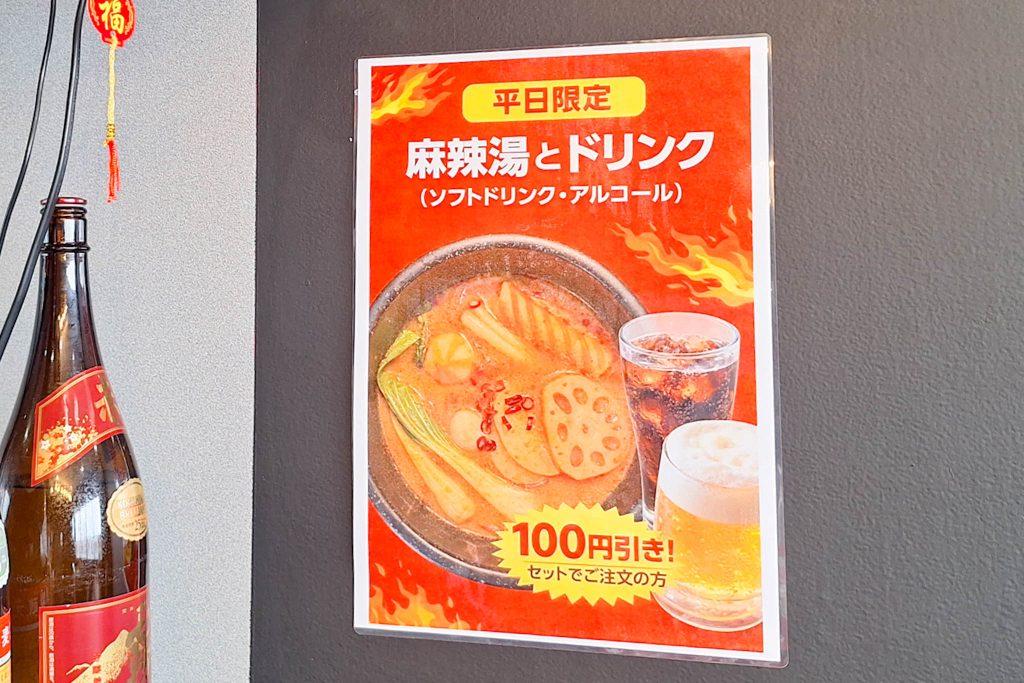 福
平日限定
麻辣湯とドリンク
（ソフトドリンク・アルコール）
100円引き！
セットでご注文の方
麦